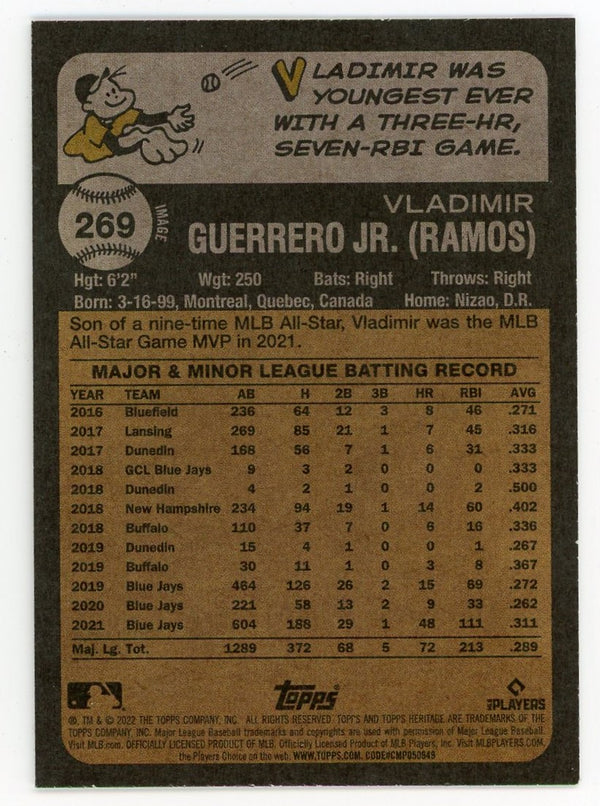 VLADIMIR WAS
YOUNGEST EVER
WITH A THREE-HR,
SEVEN-RBI GAME.
269
IMAGE
VLADIMIR
GUERRERO JR. (RAMOS)
Hgt: 6'2" Wgt: 250 Bats: Right Throws: Right
Born: 3-16-99, Montreal, Quebec, Canada Home: Nizao, D.R.
Son of a nine-time MLB All-Star, Vladimir was the MLB
All-Star Game MVP in 2021.
MAJOR & MINOR LEAGUE BATTING RECORD
YEAR TEAM AB H 2B 3B HR RBI AVG
2016 Bluefield 236 64 12 3 8 46 .271
2017 Lansing 269 85 21 1 7 45 .316
2017 Dunedin 168 56 7 1 6 31 .333
2018 GCL Blue Jays 9 3 2 0 0 0 .333
2018 Dunedin 4 2 1 0 0 2 .500
2018 New Hampshire 234 94 19 1 14 60 .402
2018 Buffalo 110 37 7 0 6 16 .336
2019 Dunedin 15 4 1 0 0 1 .267
2019 Buffalo 30 11 1 0 3 8 .367
2019 Blue Jays 464 126 26 2 15 69 .272
2020 Blue Jays 221 58 13 2 9 33 .262
2021 Blue Jays 604 188 29 1 48 111 .311
Maj. Lg. Tot. 1289 372 68 5 72 213 .289
topps
MLB PLAYERS
®, TM & © 2022 THE TOPPS COMPANY, INC. ALL RIGHTS RESERVED. TOPPS AND TOPPS HERITAGE ARE TRADEMARKS OF THE
TOPPS COMPANY, INC. Major League Baseball trademarks and copyrights are used with permission of Major League Baseball.
Visit MLB.com. OFFICIALLY LICENSED PRODUCT OF MLB Players, Inc. Visit MLBPLAYERS.com,
the Players Choice on the web. WWW.TOPPS.COM. CODE#CMP050949